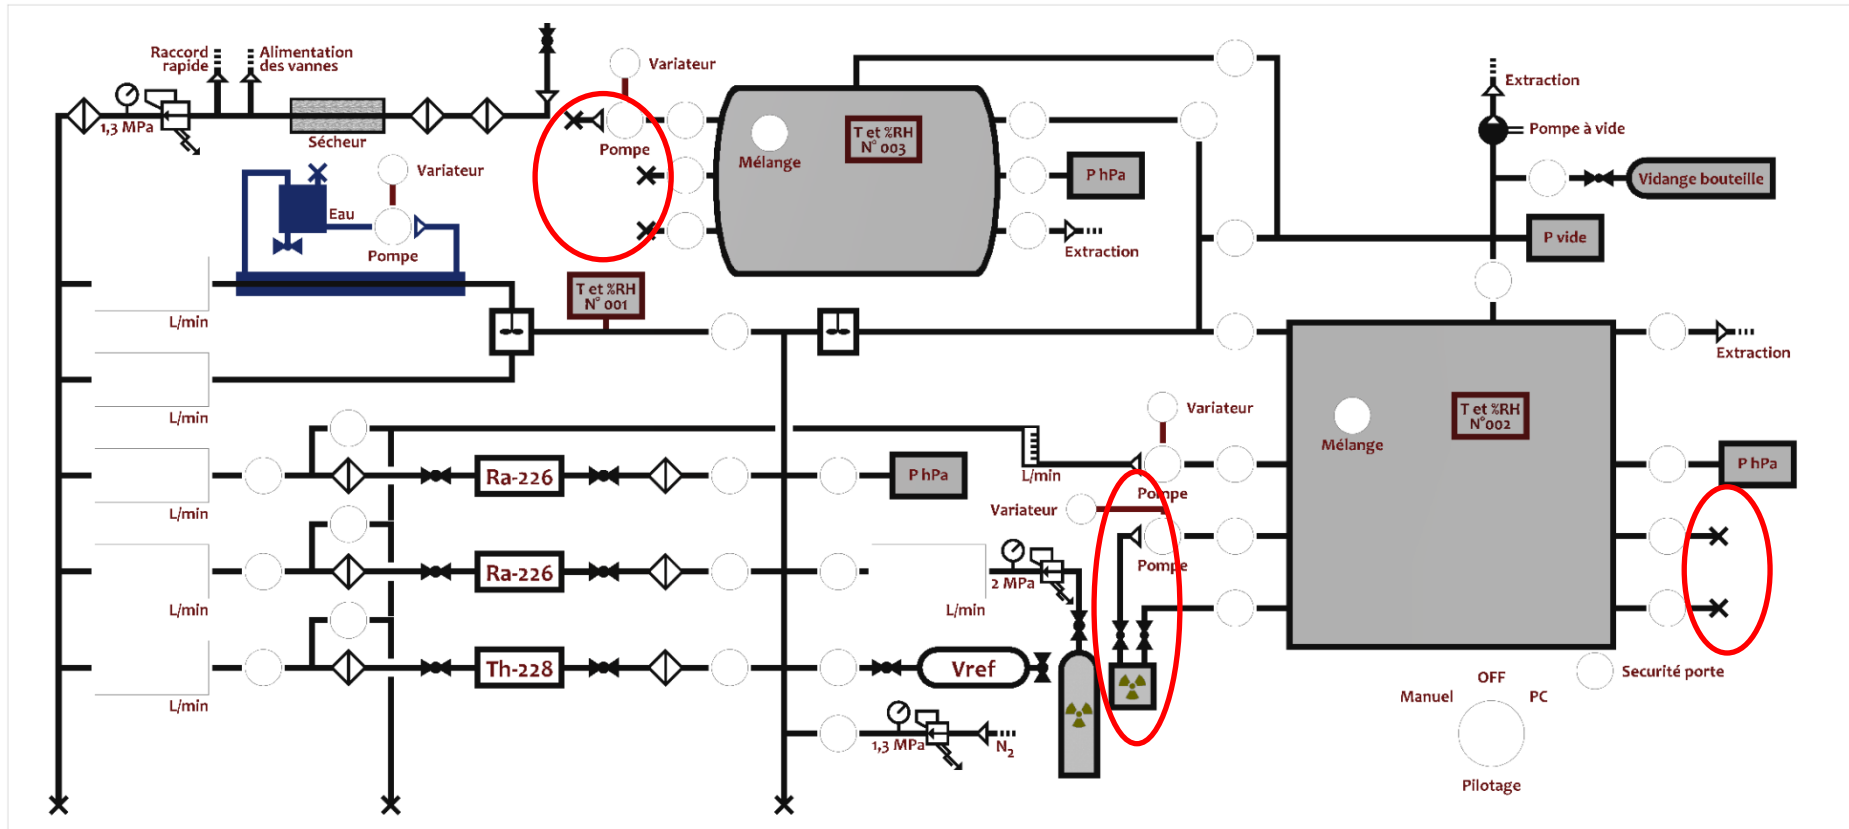 Raccord
rapide
Alimentation
des vannes
Variateur
Extraction
1,3 MPa
Sécheur
Pompe
Mélange
T et %RH
N° 003
Pompe à vide
Variateur
P hPa
Vidange bouteille
Eau
Pompe
Extraction
P vide
T et %RH
N° 001
L/min
Extraction
L/min
Variateur
T et %RH
N°002
Mélange
Ra-226
P hPa
L/min
P hPa
L/min
Pompe
Variateur
Ra-226
2 MPa
Pompe
L/min
L/min
Th-228
Vref
Securité porte
OFF
Manuel
PC
L/min
1,3 MPa
N2
Pilotage